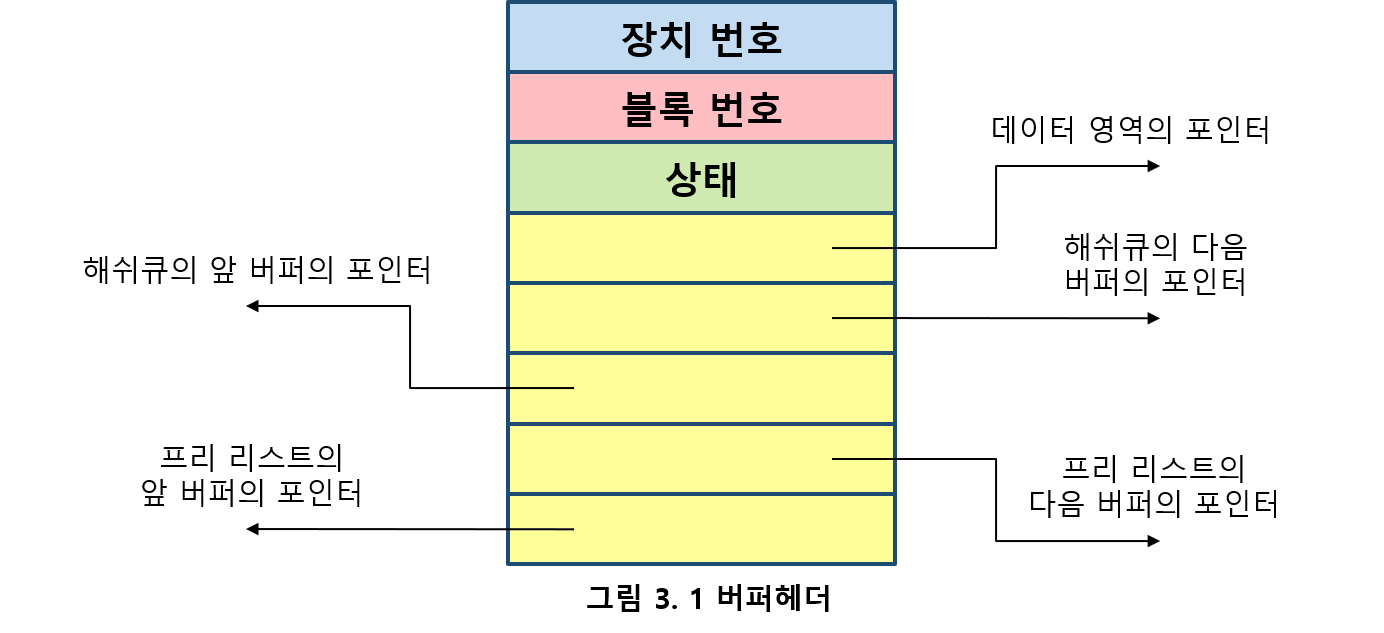 장치 번호
블록 번호
상태
데이터 영역의 포인터
해쉬큐의 다음
버퍼의 포인터
해쉬큐의 앞 버퍼의 포인터
프리 리스트의
다음 버퍼의 포인터
프리 리스트의
앞 버퍼의 포인터
그림 3. 1 버퍼헤더